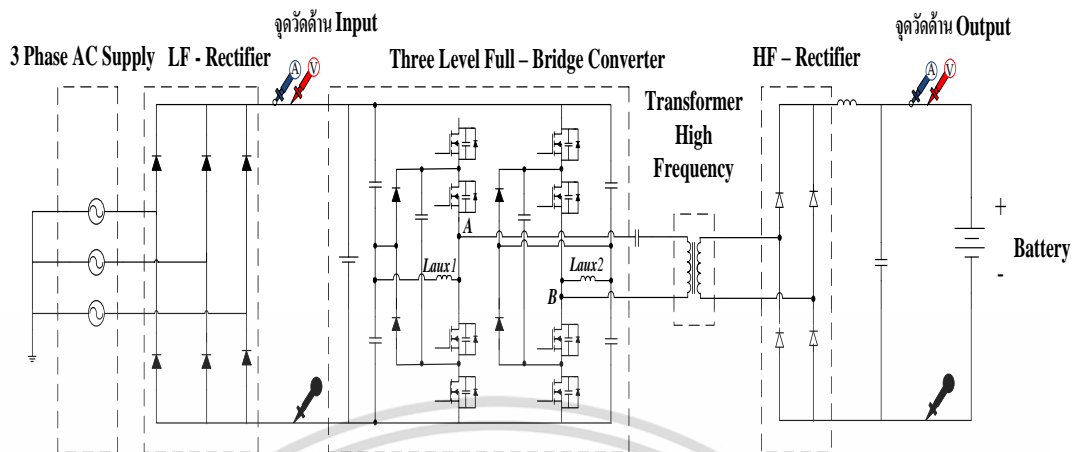 จุดวัดด้าน Input
จุดวัดด้าน Output
3 Phase AC Supply
LF - Rectifier
Three Level Full – Bridge Converter
HF – Rectifier
A
V
A
V
Transformer
High
Frequency
A
Laux1
Laux2
B
+
Battery
-